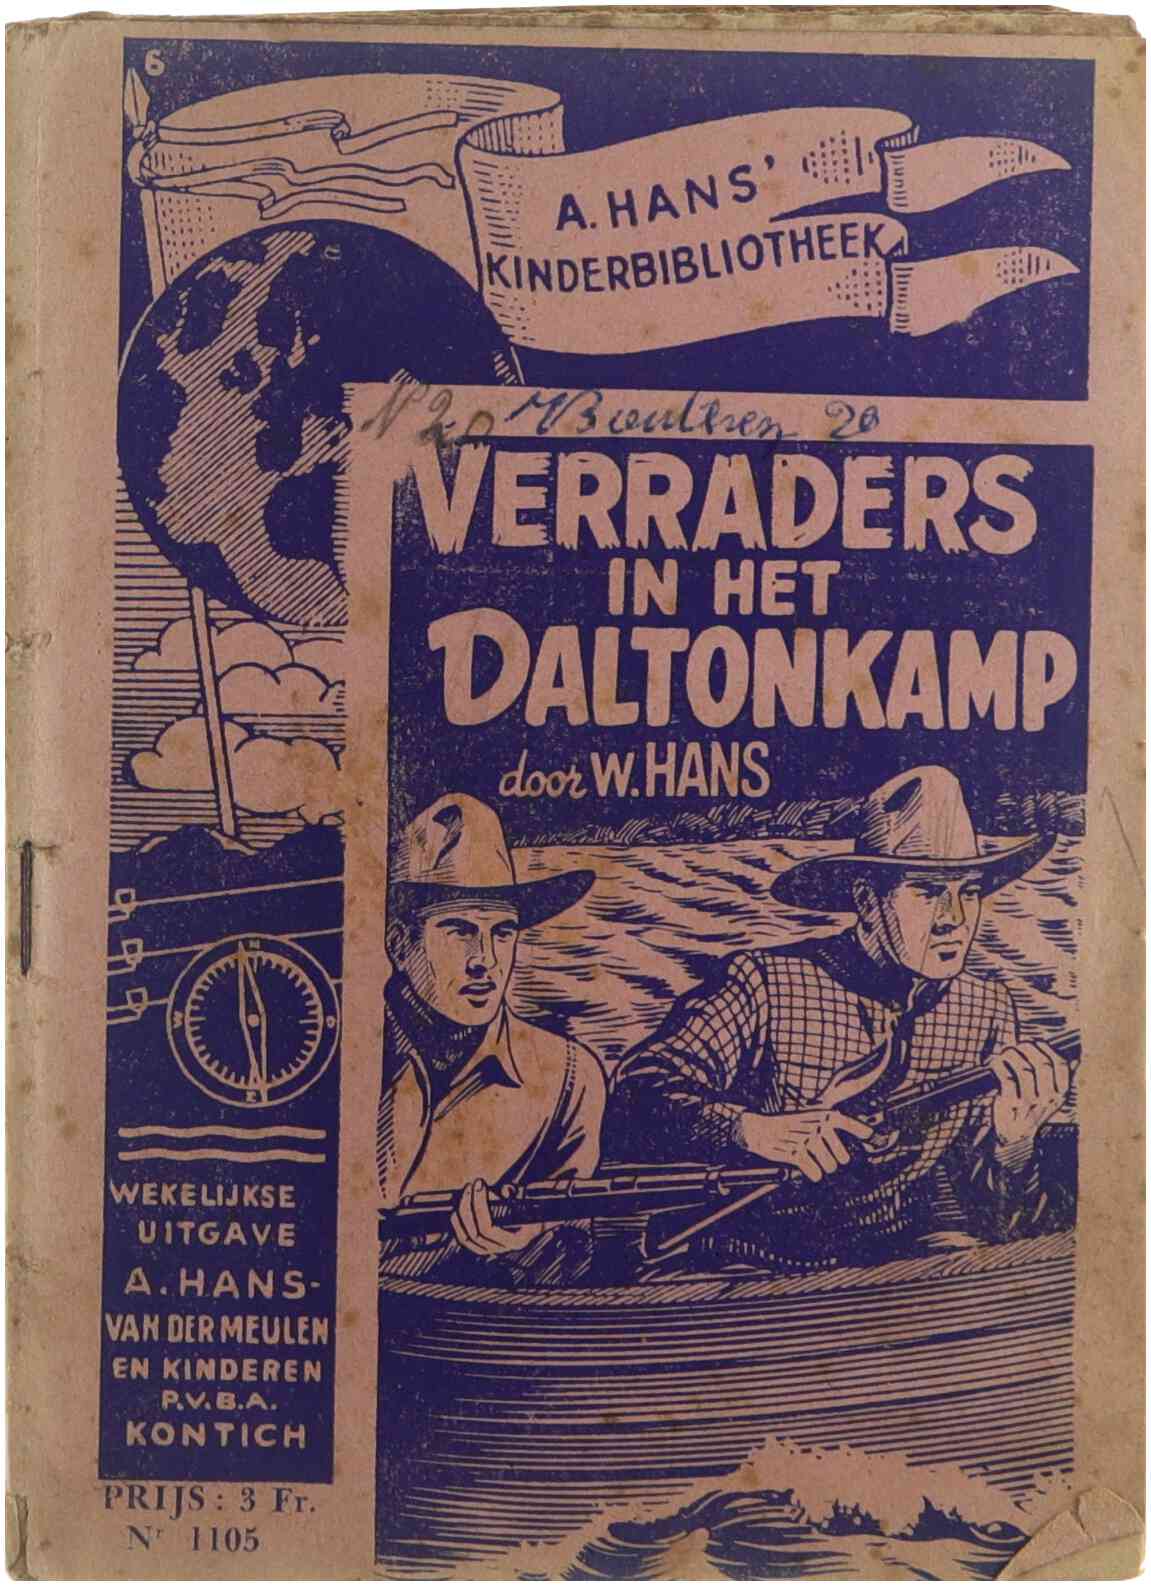 6
A. HANS'
KINDERBIBLIOTHEEK
20
VERRADERS
IN HET
DALTONKAMP
door W. HANS
N
WEKELIJKSE
UITGAVE
A. HANS-
VAN DER MEULEN
EN KINDEREN
P.V.B.A.
KONTICH
PRIJS: 3 Fr.
Nr 1105